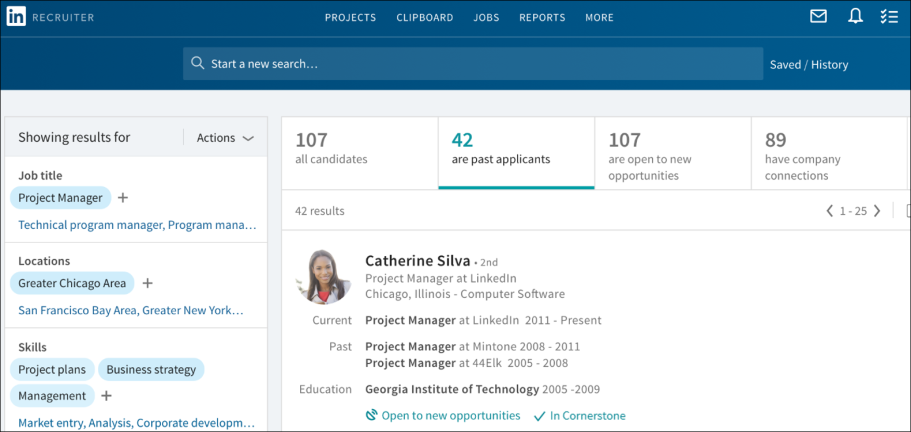 in RECRUITER PROJECTS CLIPBOARD JOBS REPORTS MORE
Start a new search... Saved / History
Showing results for Actions
Job title
Project Manager +
Technical program manager, Program mana...
Locations
Greater Chicago Area +
San Francisco Bay Area, Greater New York...
Skills
Project plans Business strategy
Management +
Market entry, Analysis, Corporate developm...
107
all candidates
42
are past applicants
107
are open to new
opportunities
89
have company
connections
42 results 1 - 25
Catherine Silva • 2nd
Project Manager at LinkedIn
Chicago, Illinois - Computer Software
Current Project Manager at LinkedIn 2011 - Present
Past Project Manager at Mintone 2008 - 2011
Project Manager at 44Elk 2005 - 2008
Education Georgia Institute of Technology 2005 -2009
Open to new opportunities In Cornerstone